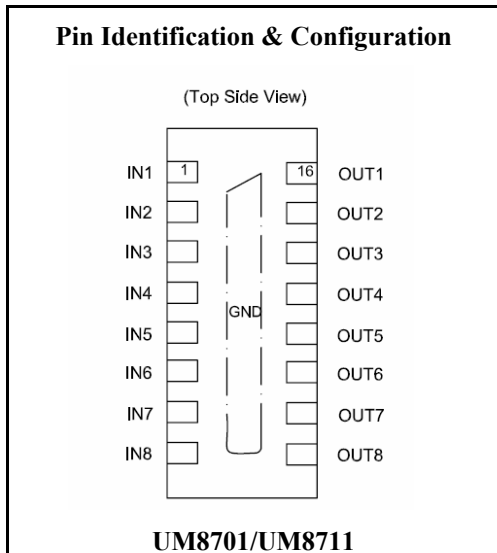 Pin Identification & Configuration
(Top Side View)
IN1 1 16 OUT1
IN2 OUT2
IN3 OUT3
IN4 OUT4
GND
IN5 OUT5
IN6 OUT6
IN7 OUT7
IN8 OUT8
UM8701/UM8711